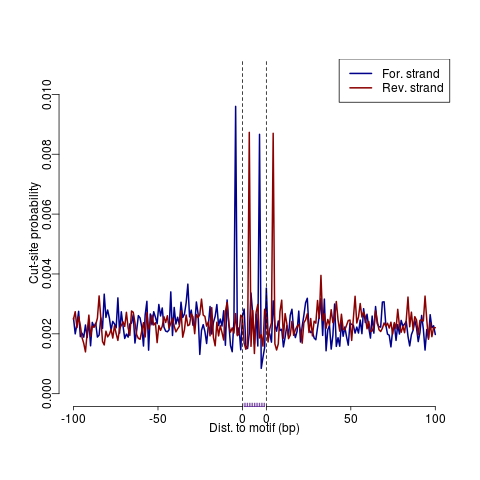 For. strand
Rev. strand
Cut-site probability
0.010
0.008
0.006
0.004
0.002
0.000
-100 -50 0 0 50 100
Dist. to motif (bp)